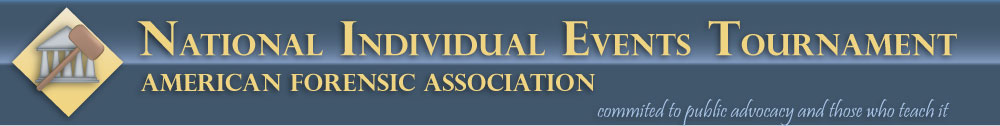 National Individual Events Tournament
American Forensic Association
commited to public advocacy and those who teach it